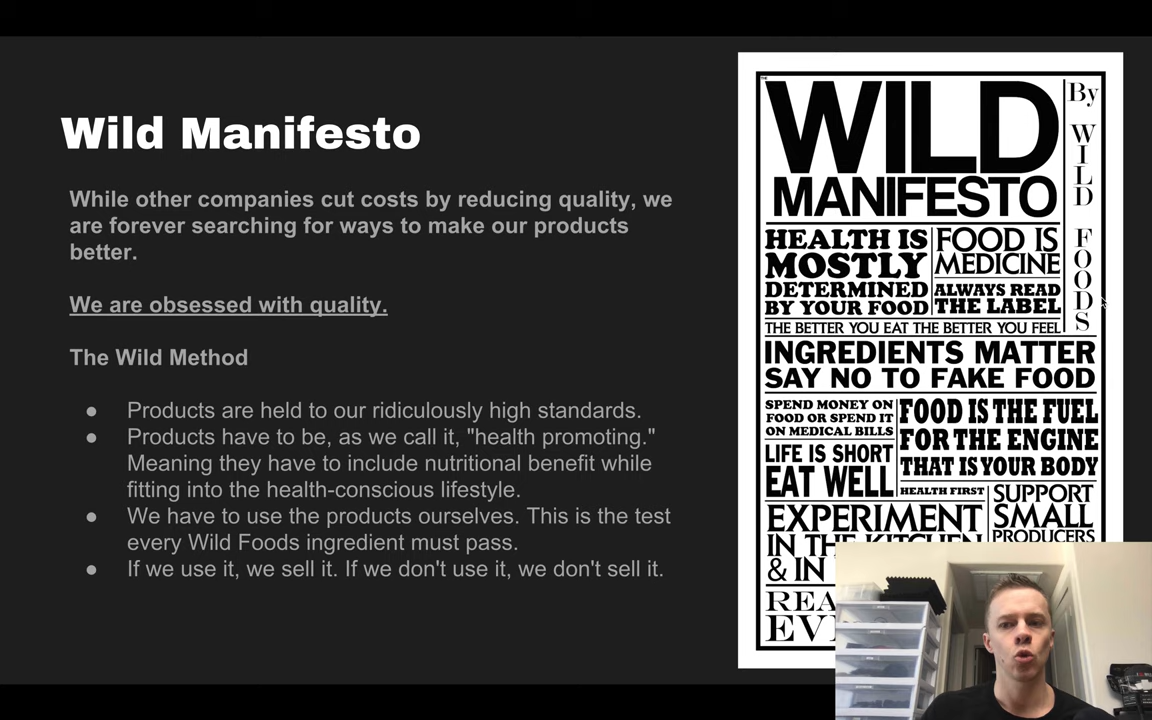 Wild Manifesto
While other companies cut costs by reducing quality, we
are forever searching for ways to make our products
better.
We are obsessed with quality.
The Wild Method
● Products are held to our ridiculously high standards.
● Products have to be, as we call it, "health promoting."
Meaning they have to include nutritional benefit while
fitting into the health-conscious lifestyle.
● We have to use the products ourselves. This is the test
every Wild Foods ingredient must pass.
● If we use it, we sell it. If we don't use it, we don't sell it.
THE
WILD
MANIFESTO
By WILD FOODS
HEALTH IS
MOSTLY
DETERMINED
BY YOUR FOOD
FOOD IS
MEDICINE
ALWAYS READ
THE LABEL
THE BETTER YOU EAT THE BETTER YOU FEEL
INGREDIENTS MATTER
SAY NO TO FAKE FOOD
SPEND MONEY ON
FOOD OR SPEND IT
ON MEDICAL BILLS
LIFE IS SHORT
EAT WELL
FOOD IS THE FUEL
FOR THE ENGINE
THAT IS YOUR BODY
HEALTH FIRST
SUPPORT
SMALL
PRODUCERS
EXPERIMENT
IN THE KITCHEN
& IN